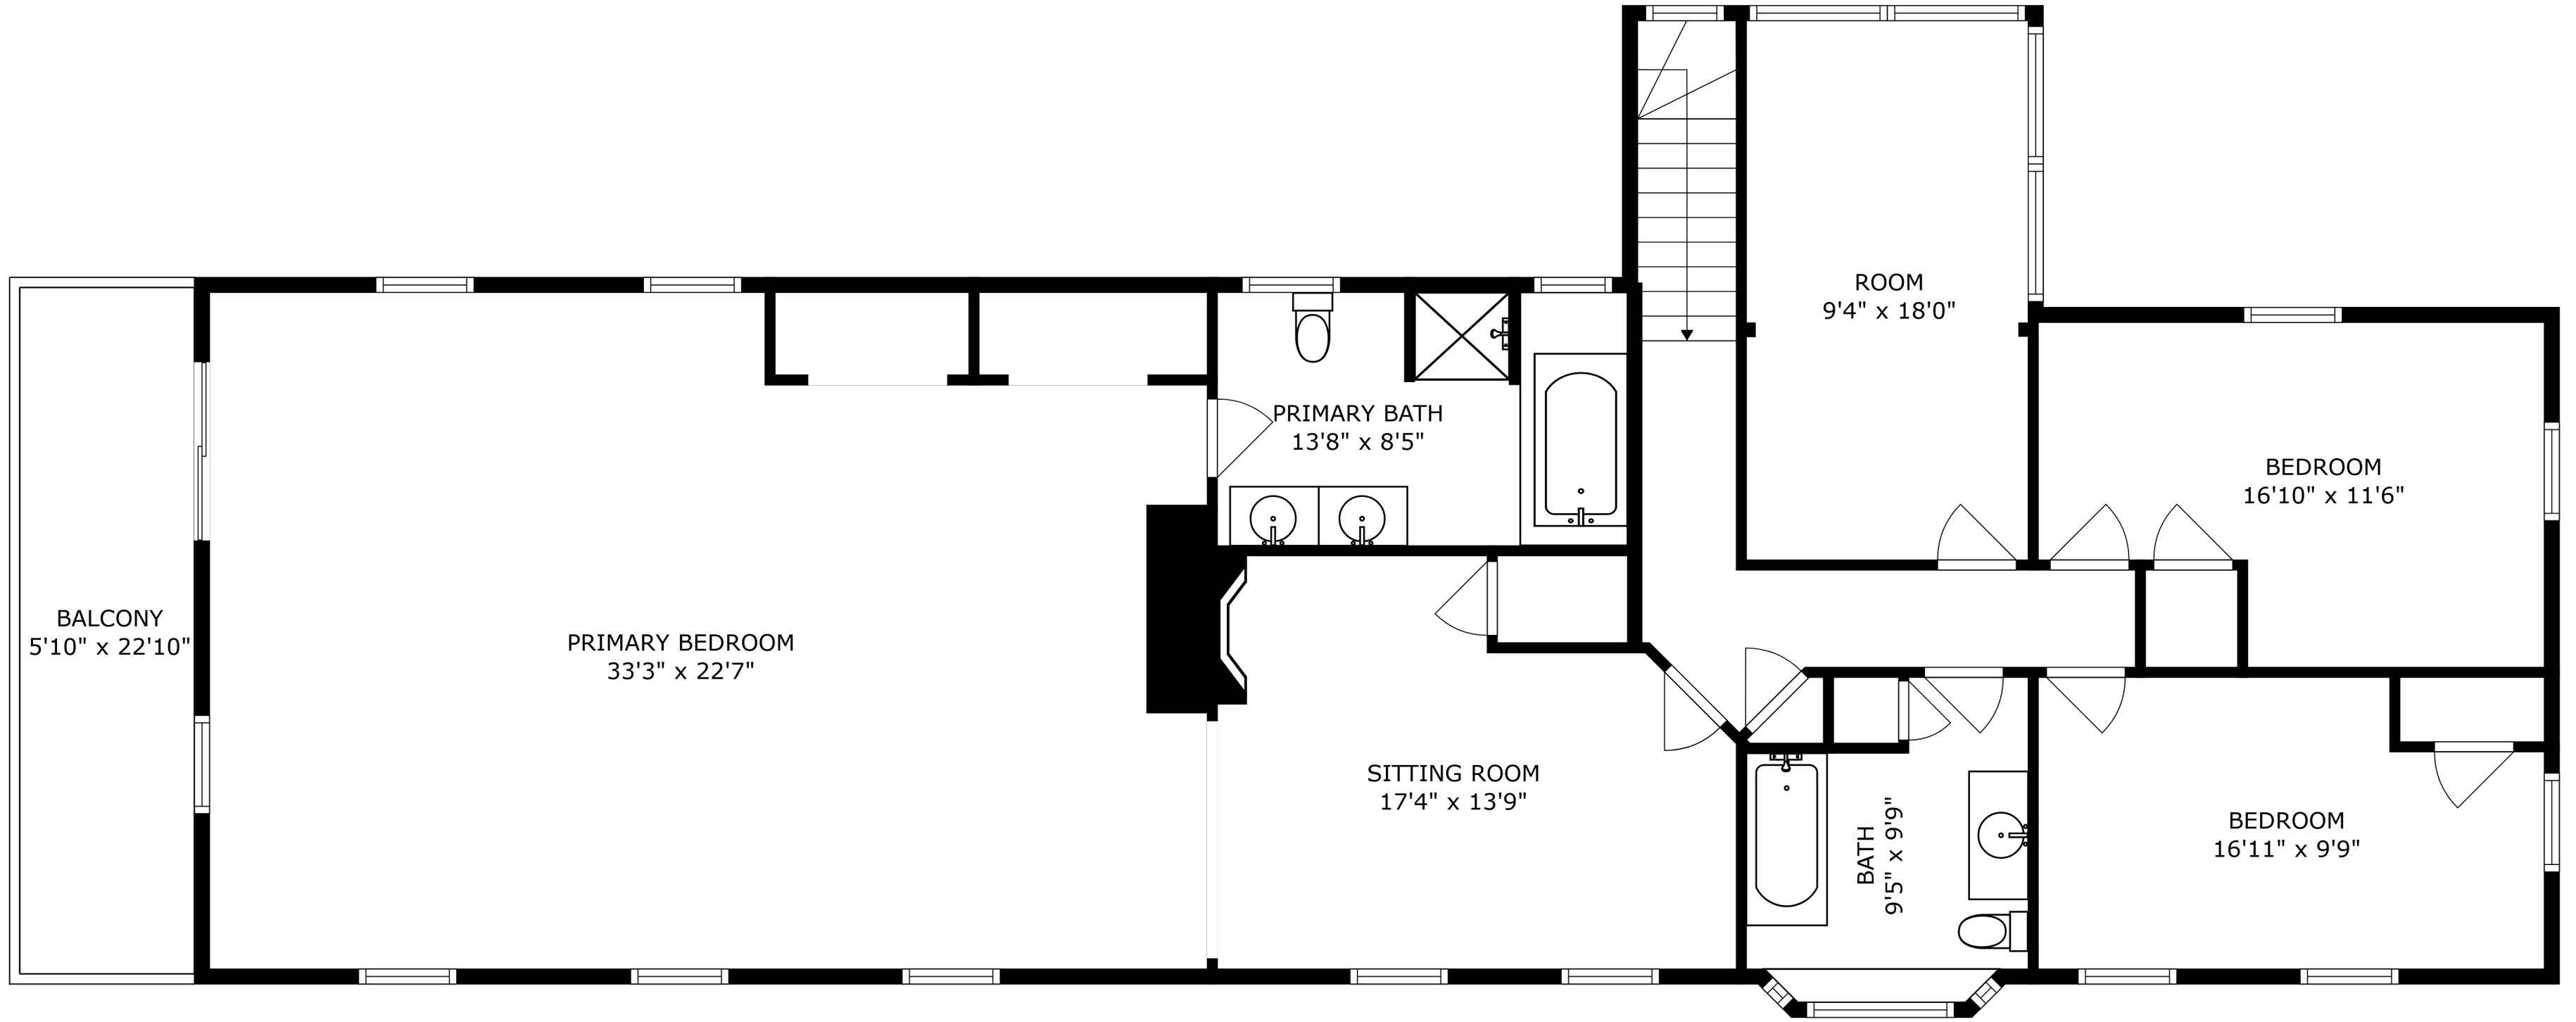 ROOM
9'4" x 18'0"
PRIMARY BATH
13'8" x 8'5"
BEDROOM
16'10" x 11'6"
BALCONY
5'10" x 22'10"
PRIMARY BEDROOM
33'3" x 22'7"
SITTING ROOM
17'4" x 13'9"
BATH
9'5" x 9'9"
BEDROOM
16'11" x 9'9"